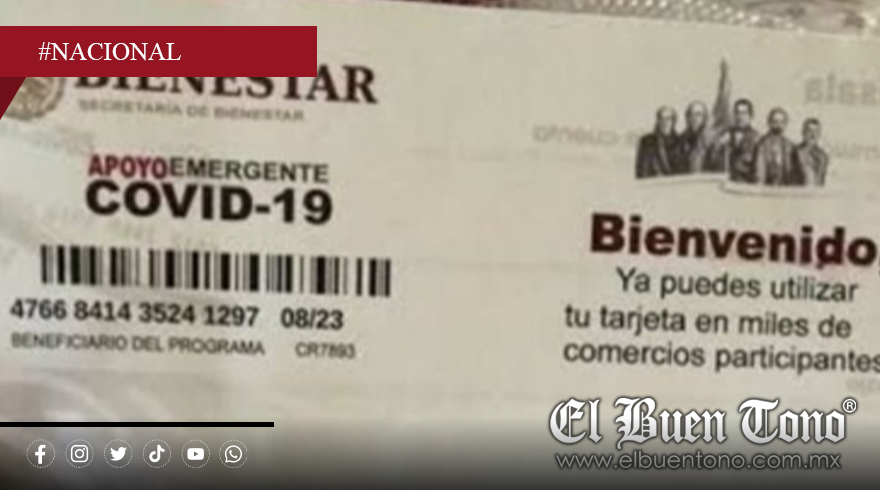 #NACIONAL
BIENESTAR
SECRETARÍA DE BIENESTAR
APOYOEMERGENTE
COVID-19
4766 8414 3524 1297 08/23
BENEFICIARIO DEL PROGRAMA CR7893
Bienvenido
Ya puedes utilizar
tu tarjeta en miles de
comercios participantes
El Buen Tono®
www.elbuentono.com.mx